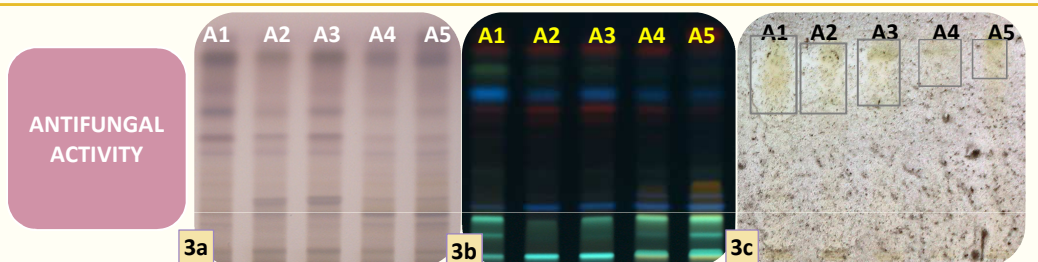 ANTIFUNGAL
ACTIVITY
A1 A2 A3 A4 A5
3a
A1 A2 A3 A4 A5
3b
A1 A2 A3 A4 A5
3c